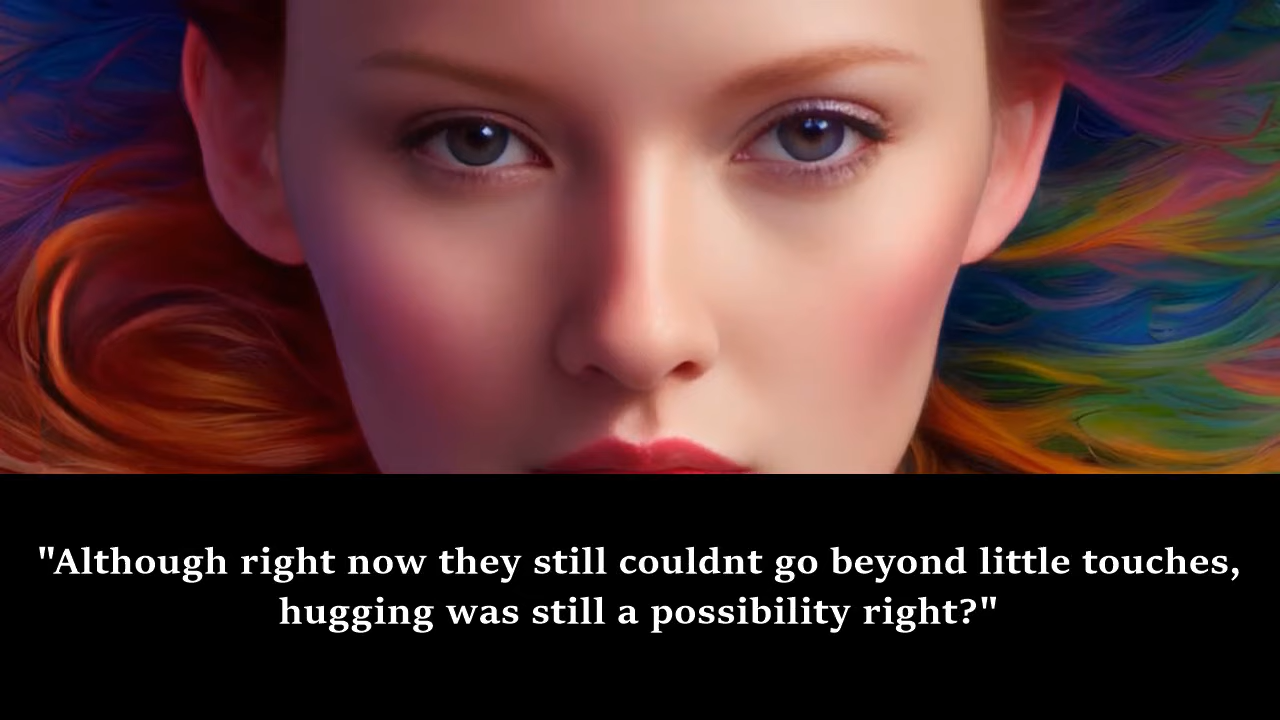 "Although right now they still couldnt go beyond little touches,
hugging was still a possibility right?"